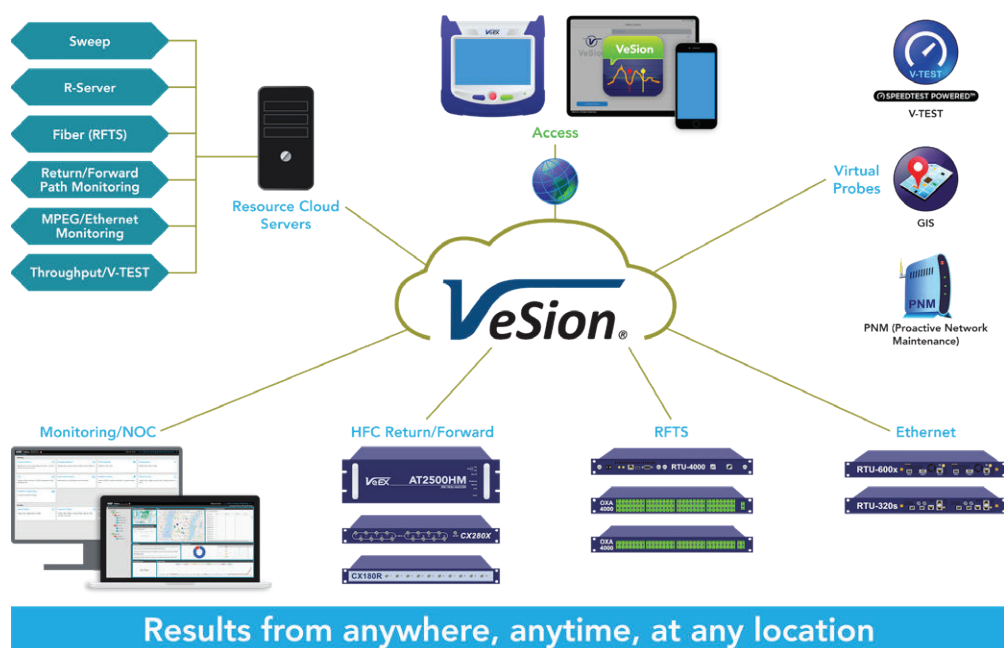 Sweep
R-Server
Fiber (RFTS)
Return/Forward
Path Monitoring
MPEG/Ethernet
Monitoring
Throughput/V-TEST
Resource Cloud
Servers
VeEX
VeSion
Access
V-TEST
SPEEDTEST POWERED™
V-TEST
Virtual
Probes
GIS
PNM
PNM (Proactive Network
Maintenance)
VeSion®
Monitoring/NOC
HFC Return/Forward
VeEX
AT2500HM
CX280X
CX180R
RFTS
RTU-4000
OXA
4000
OXA
4000
Ethernet
RTU-600x
RTU-320s
Results from anywhere, anytime, at any location